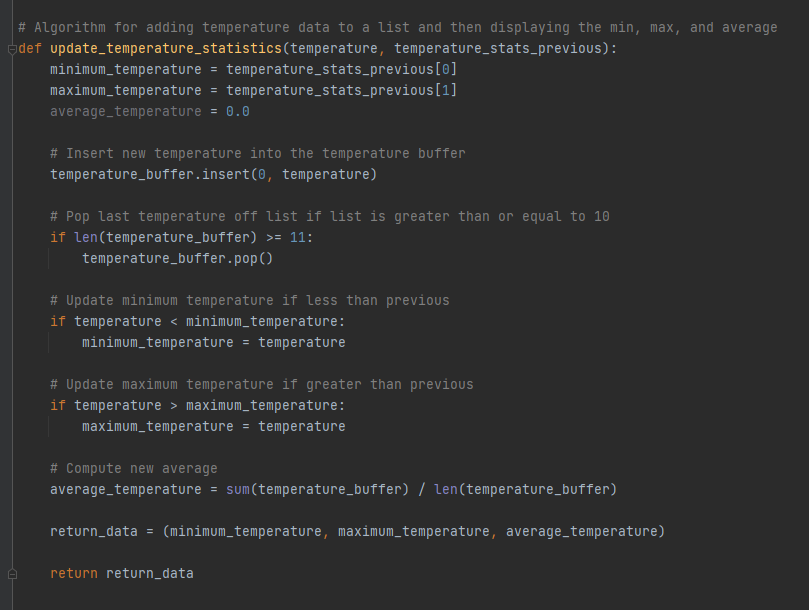 # Algorithm for adding temperature data to a list and then displaying the min, max, and average
def update_temperature_statistics(temperature, temperature_stats_previous):
    minimum_temperature = temperature_stats_previous[0]
    maximum_temperature = temperature_stats_previous[1]
    average_temperature = 0.0

    # Insert new temperature into the temperature buffer
    temperature_buffer.insert(0, temperature)

    # Pop last temperature off list if list is greater than or equal to 10
    if len(temperature_buffer) >= 11:
        temperature_buffer.pop()

    # Update minimum temperature if less than previous
    if temperature < minimum_temperature:
        minimum_temperature = temperature

    # Update maximum temperature if greater than previous
    if temperature > maximum_temperature:
        maximum_temperature = temperature

    # Compute new average
    average_temperature = sum(temperature_buffer) / len(temperature_buffer)

    return_data = (minimum_temperature, maximum_temperature, average_temperature)

    return return_data